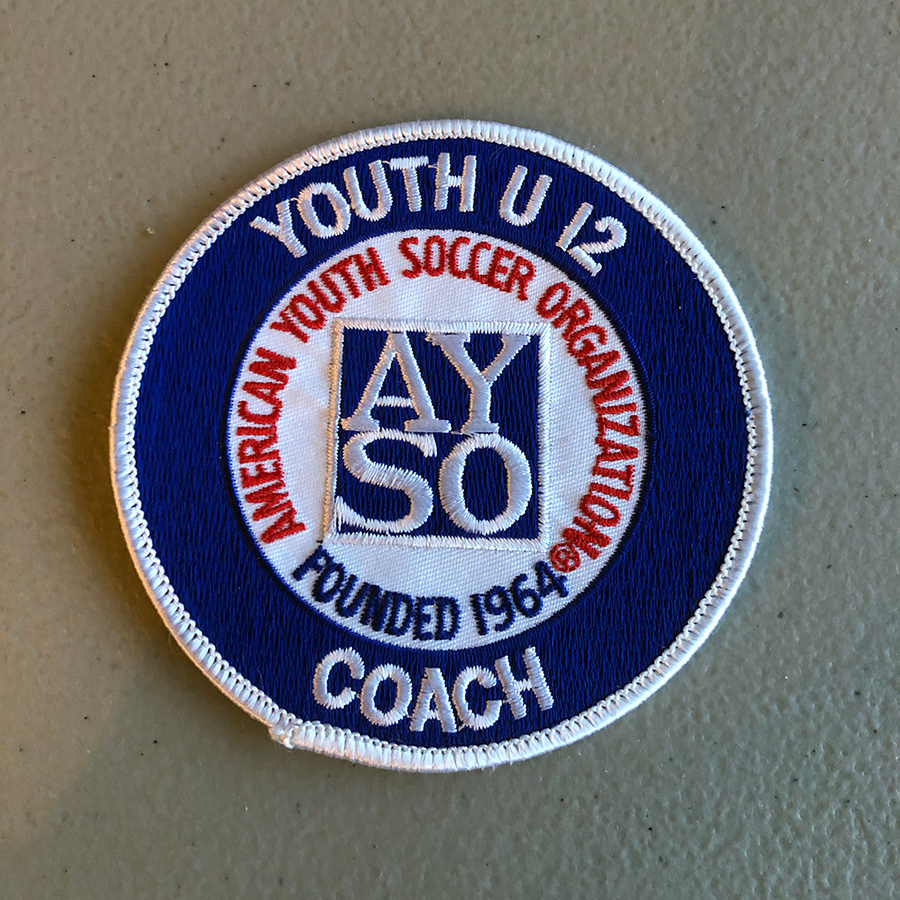 YOUTH U 12
AMERICAN YOUTH SOCCER ORGANIZATION®
AY
SO
FOUNDED 1964
COACH